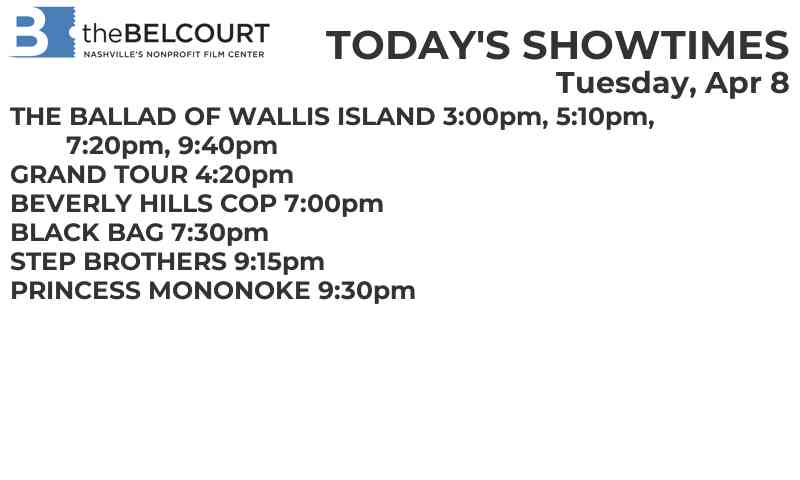 B theBELCOURT
NASHVILLE'S NONPROFIT FILM CENTER
TODAY'S SHOWTIMES
Tuesday, Apr 8
THE BALLAD OF WALLIS ISLAND 3:00pm, 5:10pm,
7:20pm, 9:40pm
GRAND TOUR 4:20pm
BEVERLY HILLS COP 7:00pm
BLACK BAG 7:30pm
STEP BROTHERS 9:15pm
PRINCESS MONONOKE 9:30pm